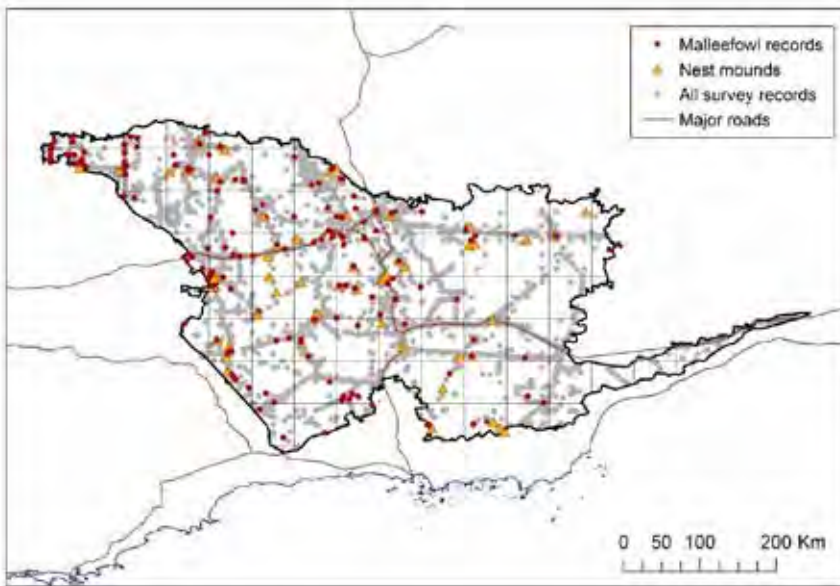 Malleefowl records
Nest mounds
All survey records
Major roads
0 50 100 200 Km